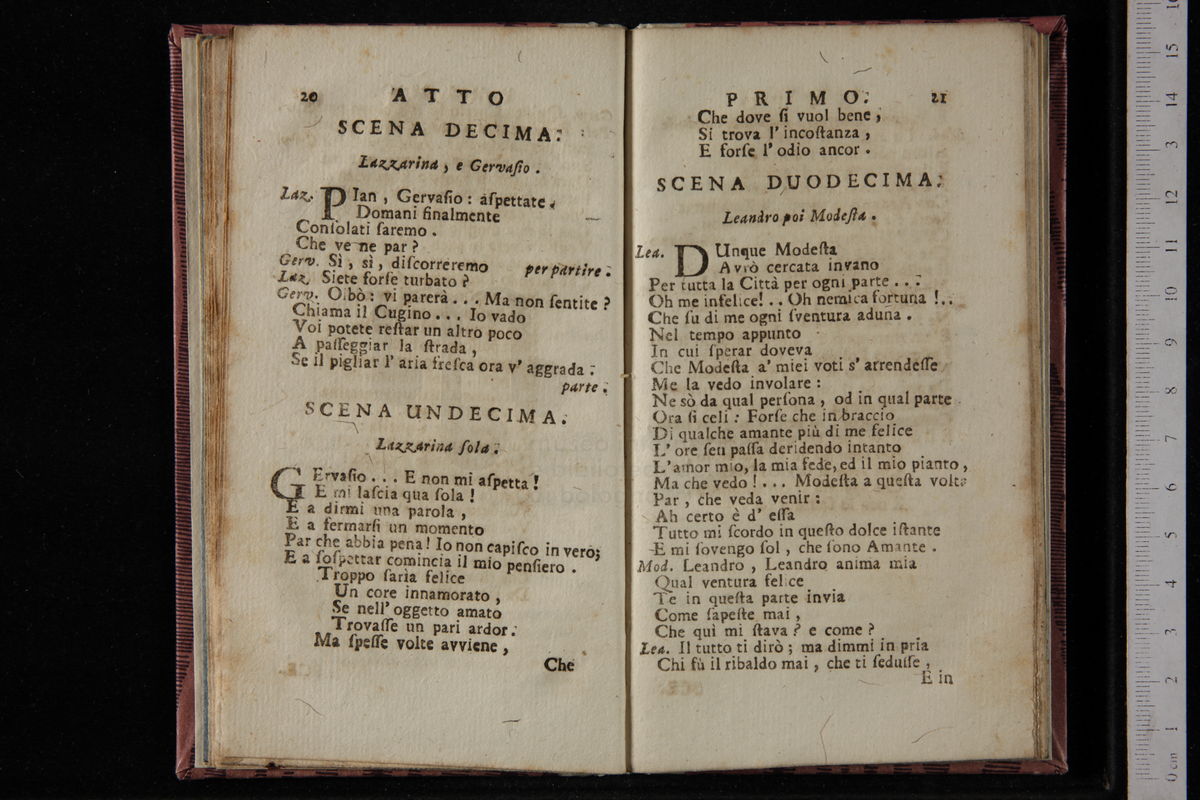 20 ATTO
SCENA DECIMA.
Lazzarina, e Gervasio.
Laz. PIan, Gervaſio: aſpettate.
Domani finalmente
Conſolati ſaremo.
Che ve ne par?
Gerv. Sì, sì, diſcorreremo per partire.
Laz. Siete forſe turbato?
Gerv. Oibò: vi parerà... Ma non ſentite?
Chiama il Cugino... Io vado
Voi potete reſtar un altro poco
A paſſeggiar la ſtrada,
Se il pigliar l' aria freſca ora v' aggrada.
parte.
SCENA UNDECIMA.
Lazzarina ſola.
GErvaſio... E non mi aſpetta!
E mi laſcia qua ſola!
E a dirmi una parola,
E a fermarſi un momento
Par che abbia pena! Io non capiſco in vero;
E a ſoſpettar comincia il mio penſiero.
Troppo ſaria felice
Un core innamorato,
Se nell' oggetto amato
Trovaſſe un pari ardor.
Ma ſpeſſe volte avviene,
Che
PRIMO. 21
Che dove ſi vuol bene,
Si trova l' incoſtanza,
E forſe l' odio ancor.
SCENA DUODECIMA.
Leandro poi Modeſta.
Lea. DUnque Modeſta
Avrò cercata invano
Per tutta la Città per ogni parte...
Oh me infelice!.. Oh nemica fortuna!..
Che fu di me ogni ſventura aduna.
Nel tempo appunto
In cui ſperar doveva
Che Modeſta a' miei voti s' arrendeſſe
Me la vedo involare:
Ne sò da qual perſona, od in qual parte
Ora ſi celi: Forſe che in braccio
Di qualche amante più di me felice
L' ore ſen paſſa deridendo intanto
L' amor mio, la mia fede, ed il mio pianto,
Ma che vedo!... Modeſta a queſta volta
Par, che veda venir:
Ah certo è d' eſſa
Tutto mi ſcordo in queſto dolce iſtante
E mi ſovengo ſol, che ſono Amante.
Mod. Leandro, Leandro anima mia
Qual ventura felice
Te in queſta parte invia
Come ſapeſte mai,
Che quì mi ſtava? e come?
Lea. Il tutto ti dirò; ma dimmi in pria
Chi fù il ribaldo mai, che ti ſeduſſe,
E in